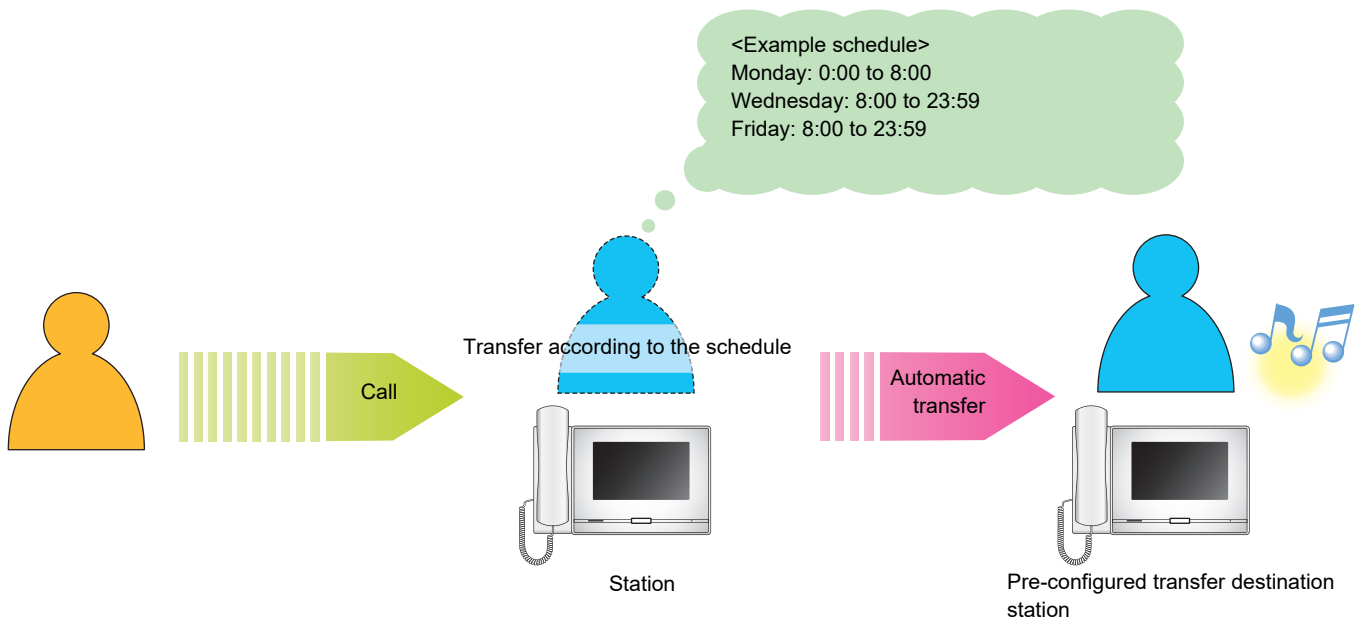 <Example schedule>
Monday: 0:00 to 8:00
Wednesday: 8:00 to 23:59
Friday: 8:00 to 23:59
Transfer according to the schedule
Call
Automatic
transfer
Station
Pre-configured transfer destination
station